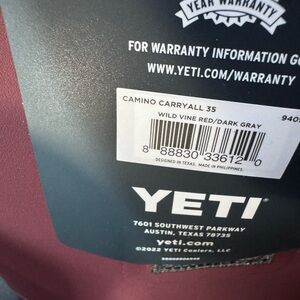 YEAR WARRANTY
FOR WARRANTY INFORMATION G
WWW.YETI.COM/WARRANTY
CAMINO CARRYALL 35
940
WILD VINE RED/DARK GRAY
8 88830 33612 0
DESIGNED IN TEXAS. MADE IN PHILIPPINES
YETI
7601 SOUTHWEST PARKWAY
AUSTIN, TEXAS 78735
yeti.com
©2022 YETI Coolers, LLC